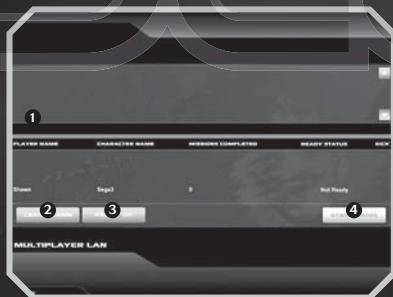 1
PLAYER NAME CHARACTER NAME MISSIONS COMPLETED READY STATUS KICK
Shawn Sega3 0 Not Ready
2 3 4
MULTIPLAYER LAN